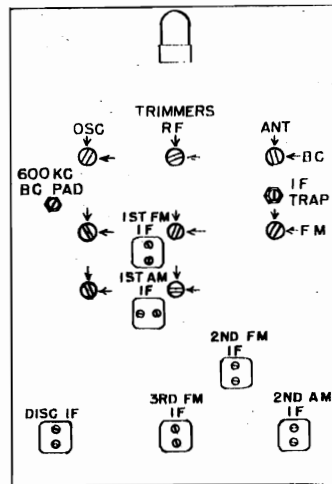 TRIMMERS
OSC RF ANT
BC
600 KC
BC PAD
IF
TRAP
FM
1ST FM
IF
1ST AM
IF
2ND FM
IF
DISC IF
3RD FM
IF
2ND AM
IF